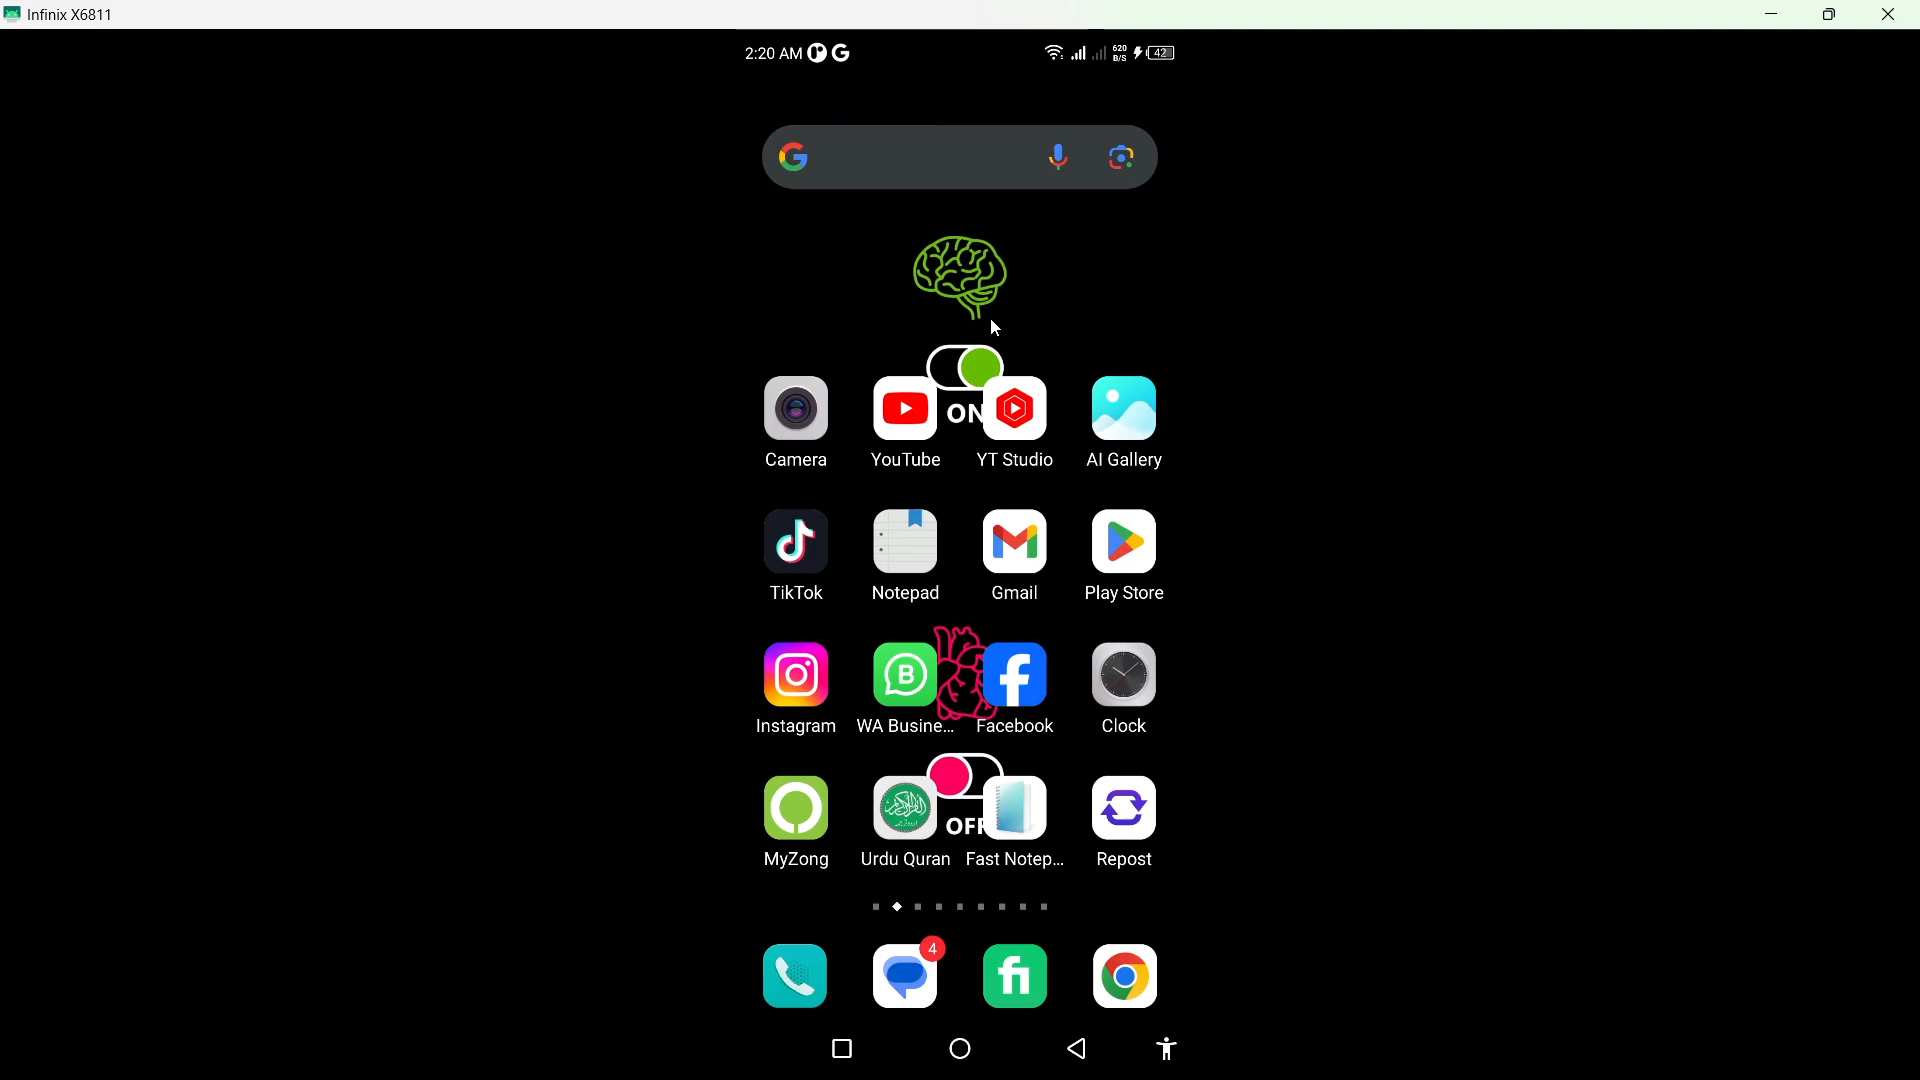 Infinix X6811
2:20 AM
620
B/S
42
ON
Camera
YouTube
YT Studio
AI Gallery
TikTok
Notepad
Gmail
Play Store
B
Instagram
WA Busine...
Facebook
Clock
OFF
MyZong
Urdu Quran
Fast Notep...
Repost
4
fi